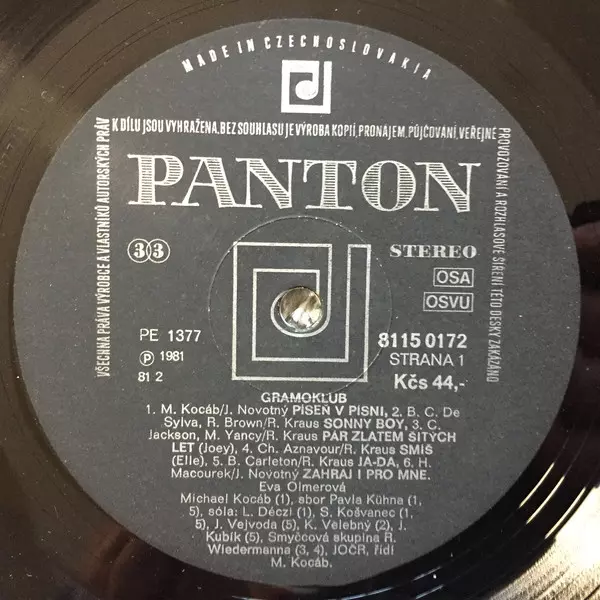 MADE IN CZECHOSLOVAKIA
VŠECHNA PRÁVA VÝROBCE A VLASTNÍKŮ AUTORSKÝCH PRÁV
K DÍLU JSOU VYHRAŽENA. BEZ SOUHLASU JE VÝROBA KOPIÍ, PRONÁJEM, PŮJČOVÁNÍ, VEŘEJNÉ
PROVOZOVÁNÍ A ROZHLASOVÉ ŠÍŘENÍ TÉTO DESKY ZAKÁZÁNO
PANTON
33
STEREO
OSA
OSVU
PE 1377
8115 0172
Ⓟ 1981
STRANA 1
81 2
Kčs 44,-
GRAMOKLUB
1. M. Kocáb/J. Novotný PÍSEŇ V PÍSNI, 2. B. C. De
Sylva, R. Brown/R. Kraus SONNY BOY, 3. C.
Jackson, M. Yancy/R. Kraus PÁR ZLATEM ŠITÝCH
LET (Joey), 4. Ch. Aznavour/R. Kraus SMÍŠ
(Elle), 5. B. Carleton/R. Kraus JA-DA, 6. H.
Macourek/J. Novotný ZAHRAJ I PRO MNE.
Eva Olmerová
Michael Kocáb (1), sbor Pavla Kühna (1,
5), sóla: L. Déczi (1), S. Košvanec (1,
5), J. Vejvoda (5), K. Velebný (2), J.
Kubík (5), Smyčcová skupina R.
Wiedermanna (3, 4), JOČR, řídí
M. Kocáb.